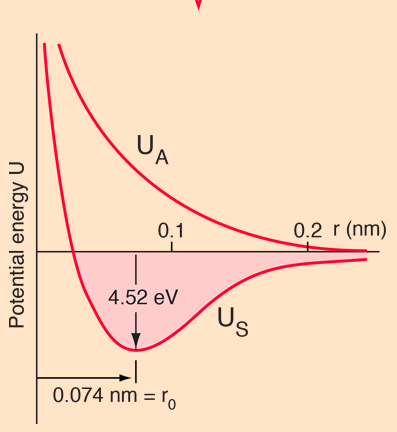 Potential energy U
U_A
0.1
0.2 r (nm)
4.52 eV
U_S
0.074 nm = r_0